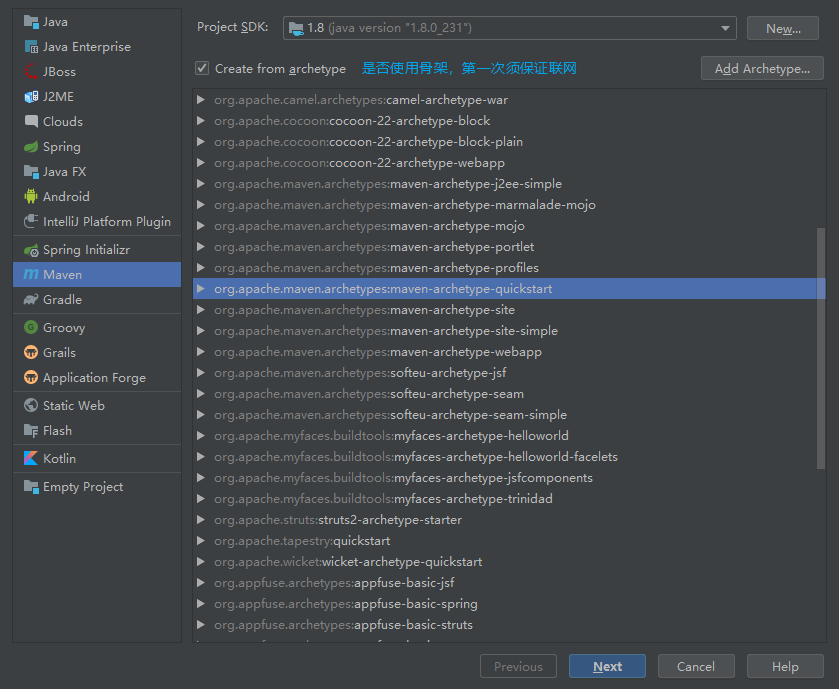 Java
Java Enterprise
JBoss
J2ME
Clouds
Spring
Java FX
Android
IntelliJ Platform Plugin
Spring Initializr
Maven
Gradle
Groovy
Grails
Application Forge
Static Web
Flash
Kotlin
Empty Project
Project SDK: 1.8 (java version "1.8.0_231") New...
Create from archetype 是否使用骨架，第一次须保证联网 Add Archetype...
org.apache.camel.archetypes:camel-archetype-war
org.apache.cocoon:cocoon-22-archetype-block
org.apache.cocoon:cocoon-22-archetype-block-plain
org.apache.cocoon:cocoon-22-archetype-webapp
org.apache.maven.archetypes:maven-archetype-j2ee-simple
org.apache.maven.archetypes:maven-archetype-marmalade-mojo
org.apache.maven.archetypes:maven-archetype-mojo
org.apache.maven.archetypes:maven-archetype-portlet
org.apache.maven.archetypes:maven-archetype-profiles
org.apache.maven.archetypes:maven-archetype-quickstart
org.apache.maven.archetypes:maven-archetype-site
org.apache.maven.archetypes:maven-archetype-site-simple
org.apache.maven.archetypes:maven-archetype-webapp
org.apache.maven.archetypes:softeu-archetype-jsf
org.apache.maven.archetypes:softeu-archetype-seam
org.apache.maven.archetypes:softeu-archetype-seam-simple
org.apache.myfaces.buildtools:myfaces-archetype-helloworld
org.apache.myfaces.buildtools:myfaces-archetype-helloworld-facelets
org.apache.myfaces.buildtools:myfaces-archetype-jsfcomponents
org.apache.myfaces.buildtools:myfaces-archetype-trinidad
org.apache.struts:struts2-archetype-starter
org.apache.tapestry:quickstart
org.apache.wicket:wicket-archetype-quickstart
org.appfuse.archetypes:appfuse-basic-jsf
org.appfuse.archetypes:appfuse-basic-spring
org.appfuse.archetypes:appfuse-basic-struts
Previous Next Cancel Help